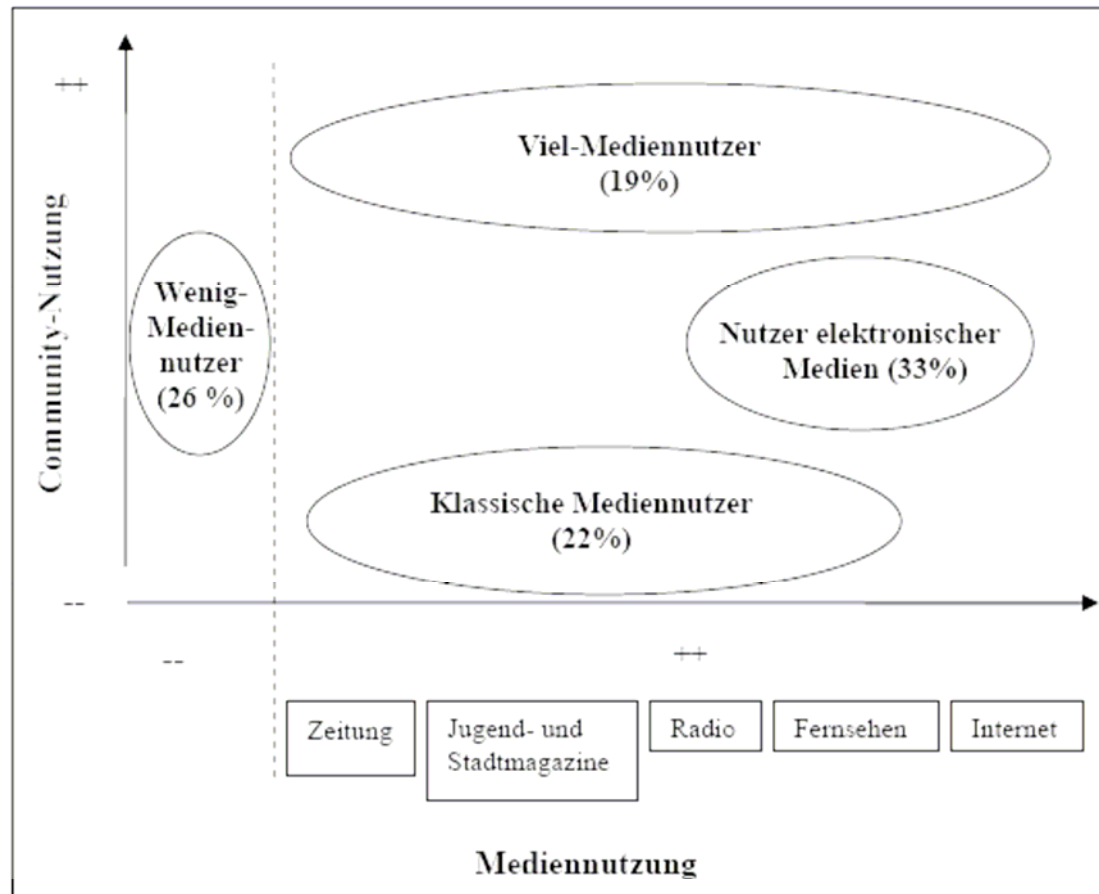 ++
Community-Nutzung
--
Viel-Mediennutzer
(19%)
Wenig-
Medien-
nutzer
(26 %)
Nutzer elektronischer
Medien (33%)
Klassische Mediennutzer
(22%)
--
++
Zeitung
Jugend- und
Stadtmagazine
Radio
Fernsehen
Internet
Mediennutzung